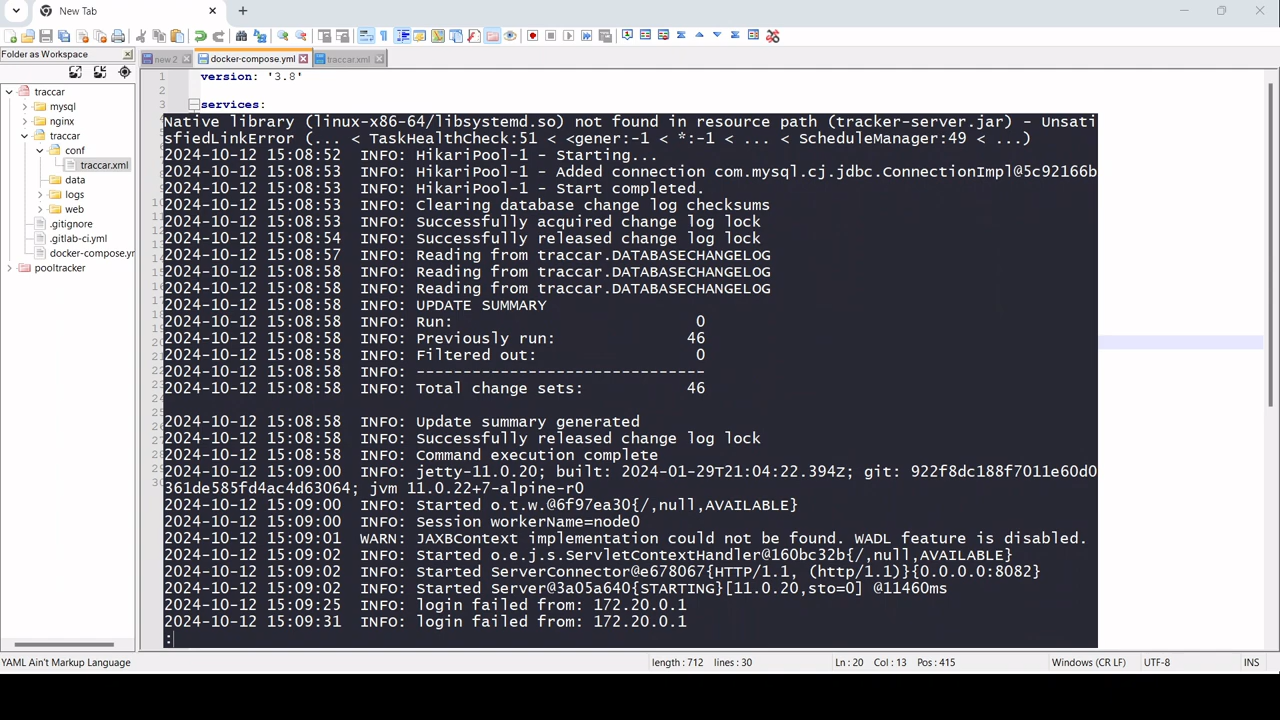 New Tab
Folder as Workspace
new 2
docker-compose.yml
traccar.xml
traccar
mysql
nginx
traccar
conf
traccar.xml
data
logs
web
.gitignore
.gitlab-ci.yml
docker-compose.yr
pooltracker
1 version: '3.8'
2
3 services:
Native library (linux-x86-64/libsystemd.so) not found in resource path (tracker-server.jar) - Unsati
sfiedLinkError (... < TaskHealthCheck:51 < <gener:-1 < *:-1 < ... < ScheduleManager:49 < ...)
2024-10-12 15:08:52  INFO: HikariPool-1 - Starting...
2024-10-12 15:08:53  INFO: HikariPool-1 - Added connection com.mysql.cj.jdbc.ConnectionImpl@5c92166b
2024-10-12 15:08:53  INFO: HikariPool-1 - Start completed.
2024-10-12 15:08:53  INFO: Clearing database change log checksums
2024-10-12 15:08:53  INFO: Successfully acquired change log lock
2024-10-12 15:08:54  INFO: Successfully released change log lock
2024-10-12 15:08:57  INFO: Reading from traccar.DATABASECHANGELOG
2024-10-12 15:08:58  INFO: Reading from traccar.DATABASECHANGELOG
2024-10-12 15:08:58  INFO: Reading from traccar.DATABASECHANGELOG
2024-10-12 15:08:58  INFO: UPDATE SUMMARY
2024-10-12 15:08:58  INFO: Run:                          0
2024-10-12 15:08:58  INFO: Previously run:              46
2024-10-12 15:08:58  INFO: Filtered out:                 0
2024-10-12 15:08:58  INFO: -------------------------------
2024-10-12 15:08:58  INFO: Total change sets:           46
2024-10-12 15:08:58  INFO: Update summary generated
2024-10-12 15:08:58  INFO: Successfully released change log lock
2024-10-12 15:08:58  INFO: Command execution complete
2024-10-12 15:09:00  INFO: jetty-11.0.20; built: 2024-01-29T21:04:22.394Z; git: 922f8dc188f7011e60d0
361de585fd4ac4d63064; jvm 11.0.22+7-alpine-r0
2024-10-12 15:09:00  INFO: Started o.t.w.@6f97ea30{/,null,AVAILABLE}
2024-10-12 15:09:00  INFO: Session workerName=node0
2024-10-12 15:09:01  WARN: JAXBContext implementation could not be found. WADL feature is disabled.
2024-10-12 15:09:02  INFO: Started o.e.j.s.ServletContextHandler@160bc32b{/,null,AVAILABLE}
2024-10-12 15:09:02  INFO: Started ServerConnector@e678067{HTTP/1.1, (http/1.1)}{0.0.0.0:8082}
2024-10-12 15:09:02  INFO: Started Server@3a05a640{STARTING}[11.0.20,sto=0] @11460ms
2024-10-12 15:09:25  INFO: login failed from: 172.20.0.1
2024-10-12 15:09:31  INFO: login failed from: 172.20.0.1
:
YAML Ain't Markup Language
length : 712 lines : 30
Ln : 20 Col : 13 Pos : 415
Windows (CR LF)
UTF-8
INS